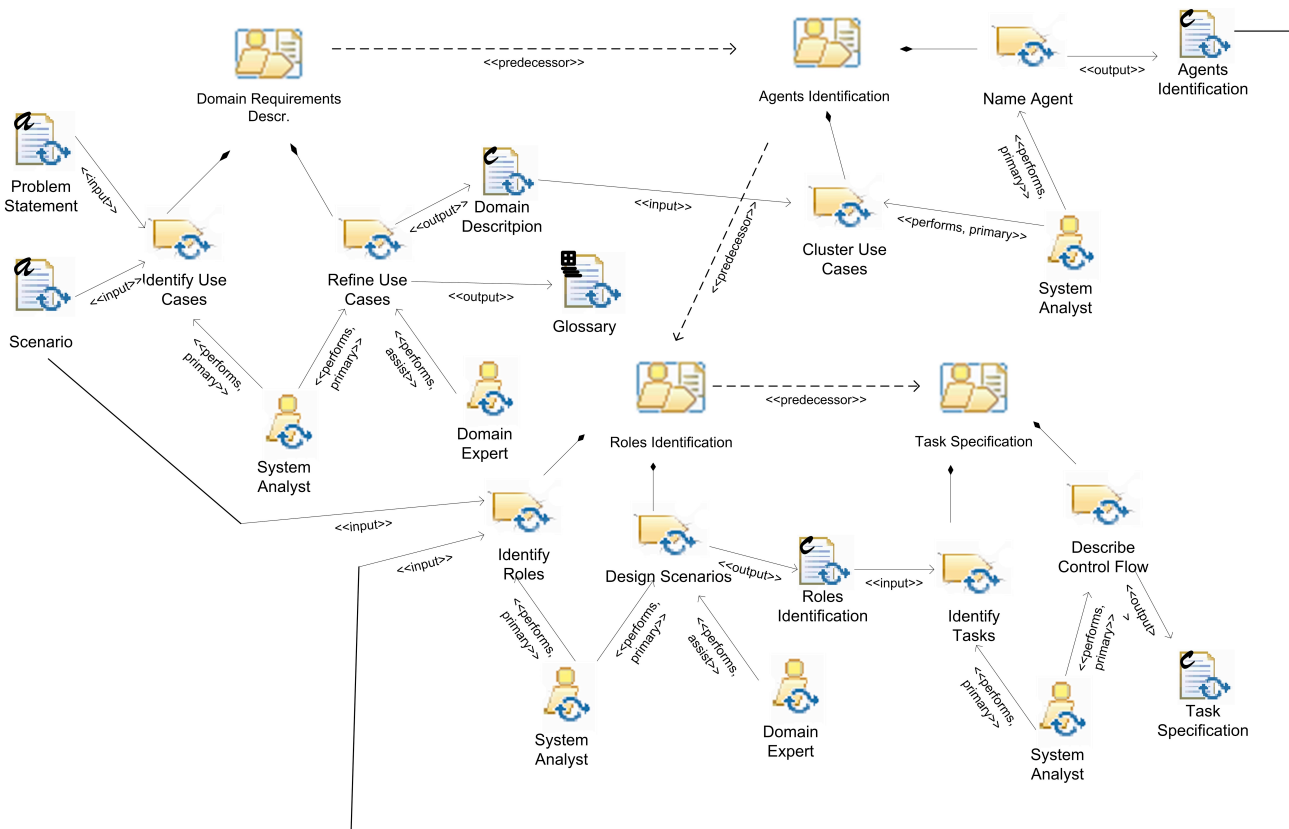 <<predecessor>>
Domain Requirements
Descr.
Agents Identification
Name Agent
<<output>>
Agents
Identification
a
Problem
Statement
<<input>>
c
Domain
Descritpion
<<output>>
<<input>>
<<performs,
primary>>
<<performs, primary>>
Cluster Use
Cases
System
Analyst
<<predecessor>>
a
Scenario
<<input>>
Identify Use
Cases
Refine Use
Cases
<<output>>
Glossary
<<performs,
primary>>
<<performs,
primary>>
<<performs,
assist>>
System
Analyst
Domain
Expert
Roles Identification
<<predecessor>>
Task Specification
<<input>>
<<input>>
Identify
Roles
Design Scenarios
<<output>>
c
Roles
Identification
<<input>>
Identify
Tasks
Describe
Control Flow
<<output>>
<<performs,
primary>>
<<performs,
primary>>
<<performs,
assist>>
<<performs,
primary>>
<<performs,
primary>>
System
Analyst
Domain
Expert
System
Analyst
c
Task
Specification
c